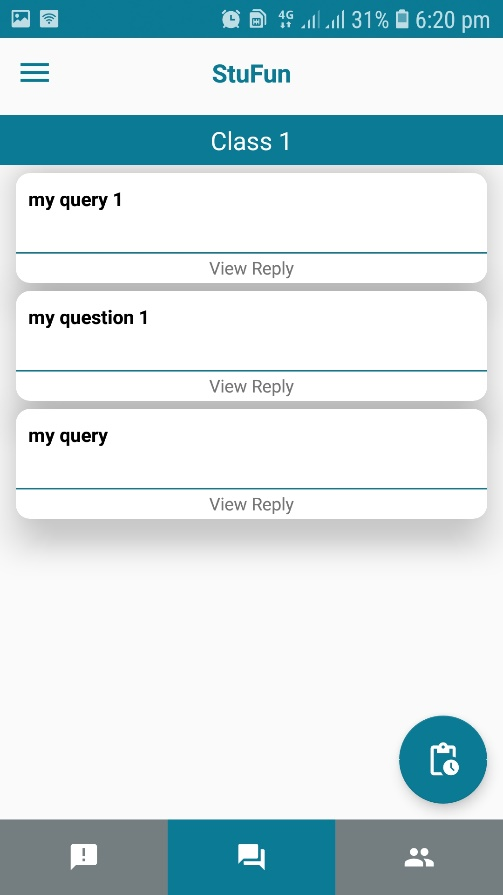 4G 31% 6:20 pm
StuFun
Class 1
my query 1
View Reply
my question 1
View Reply
my query
View Reply